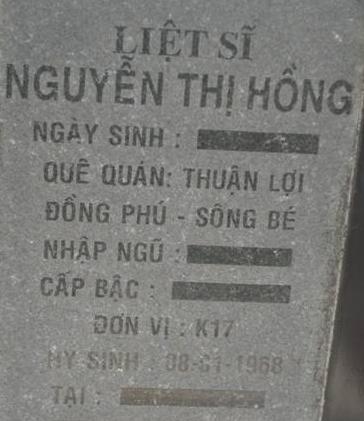 LIỆT SĨ
NGUYỄN THỊ HỒNG
NGÀY SINH :
QUÊ QUÁN: THUẬN LỢI
ĐỒNG PHÚ - SÔNG BÉ
NHẬP NGŨ :
CẤP BẬC :
ĐƠN VỊ : K17
HY SINH : 08-01-1968
TẠI :